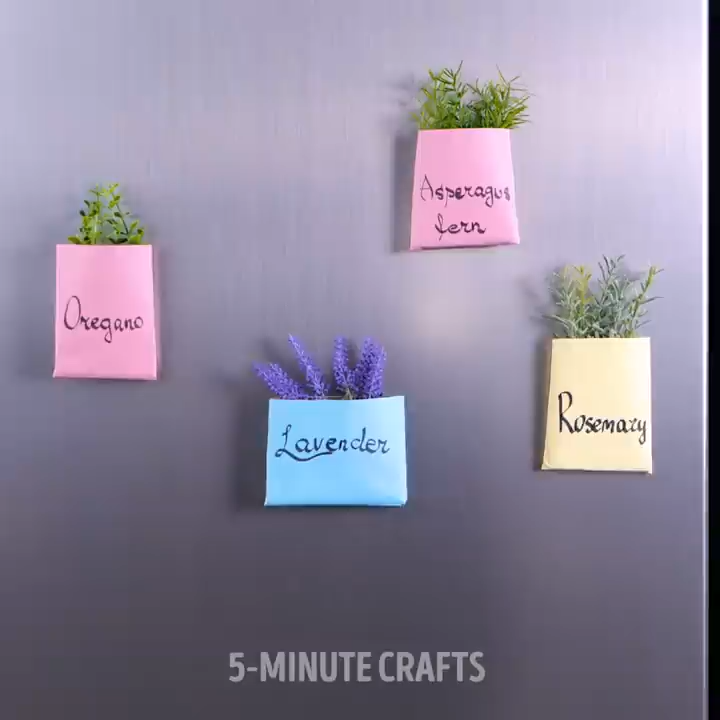 Asperagus
fern
Oregano
Rosemary
Lavender
5-MINUTE CRAFTS